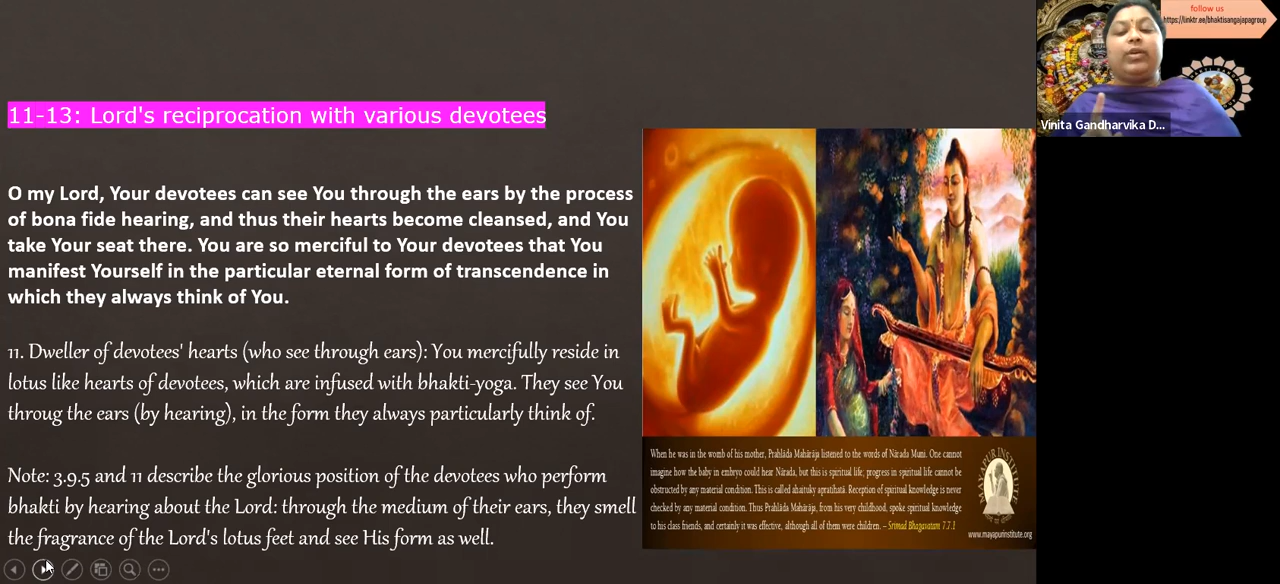 11-13: Lord's reciprocation with various devotees
O my Lord, Your devotees can see You through the ears by the process
of bona fide hearing, and thus their hearts become cleansed, and You
take Your seat there. You are so merciful to Your devotees that You
manifest Yourself in the particular eternal form of transcendence in
which they always think of You.
11. Dweller of devotees' hearts (who see through ears): You mercifully reside in
lotus like hearts of devotees, which are infused with bhakti-yoga. They see You
throug the ears (by hearing), in the form they always particularly think of.
Note: 3.9.5 and 11 describe the glorious position of the devotees who perform
bhakti by hearing about the Lord: through the medium of their ears, they smell
the fragrance of the Lord's lotus feet and see His form as well.
When he was in the womb of his mother, Prahlāda Mahārāja listened to the words of Nārada Muni. One cannot
imagine how the baby in embryo could hear Nārada, but this is spiritual life; progress in spiritual life cannot be
obstructed by any material condition. This is called ahaituky apratihatā. Reception of spiritual knowledge is never
checked by any material condition. Thus Prahlāda Mahārāja, from his very childhood, spoke spiritual knowledge
to his class friends, and certainly it was effective, although all of them were children. – Srimad Bhagavatam 7.7.1
MAYAPUR INSTITUTE
www.mayapurinstitute.org
follow us
https://linktr.ee/bhaktisangajapagroup
Vinita Gandharvika D...